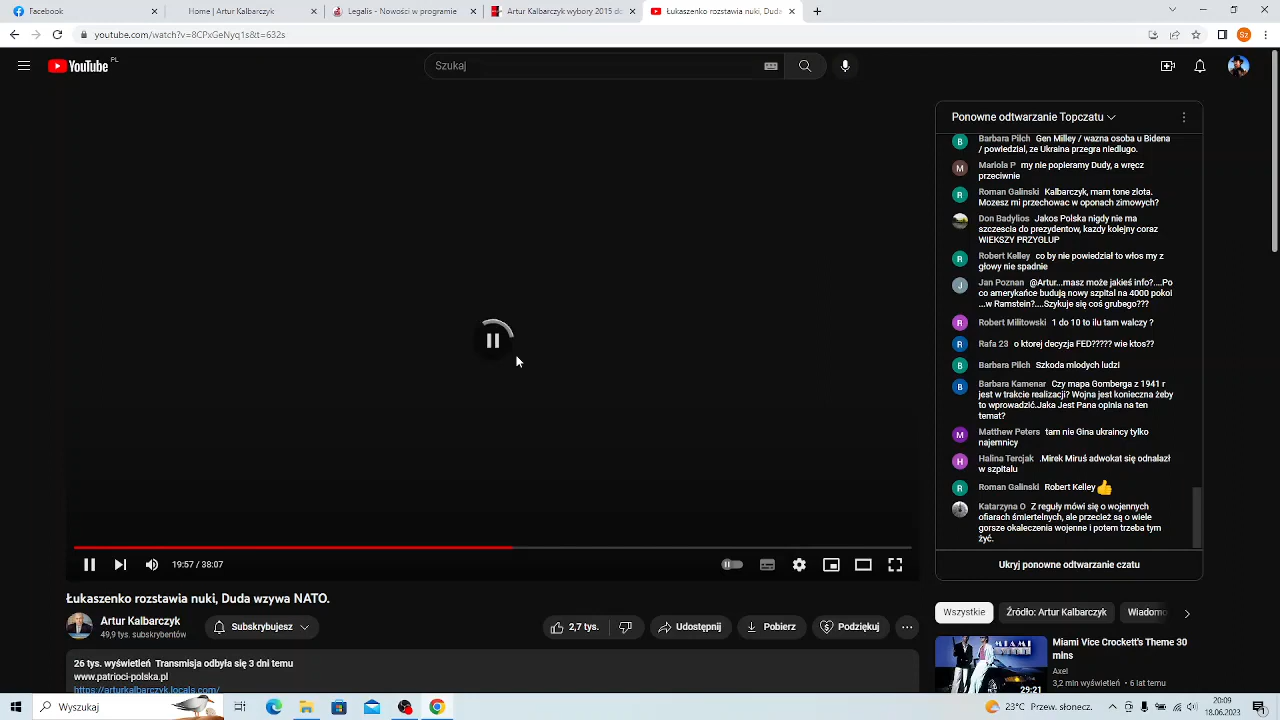 Facebook
Home | Artur Kalbarczyk
Legalis - Nowości w programie
Artur Kalbarczyk wybory 2015 do
Łukaszenko rozstawia nuki, Duda
youtube.com/watch?v=8CPxGeNyq1s&t=632s
Sz
YouTube PL
Szukaj
Ponowne odtwarzanie Topczatu
Barbara Pilch Gen Milley / wazna osoba u Bidena
/ powiedzial, ze Ukraina przegra niedlugo.
Mariola P my nie popieramy Dudy, a wręcz
przeciwnie
Roman Galinski Kalbarczyk, mam tone zlota.
Mozesz mi przechowac w oponach zimowych?
Don Badylios Jakos Polska nigdy nie ma
szczescia do prezydentow, kazdy kolejny coraz
WIEKSZY PRZYGLUP
Robert Kelley co by nie powiedział to włos my z
głowy nie spadnie
Jan Poznan @Artur...masz może jakieś info?....Po
co amerykańce budują nowy szpital na 4000 pokoi
..w Ramstein?....Szykuje się coś grubego???
Robert Militowski 1 do 10 to ilu tam walczy ?
Rafa 23 o ktorej decyzja FED????? wie ktos??
Barbara Pilch Szkoda mlodych ludzi
Barbara Kamenar Czy mapa Gomberga z 1941 r
jest w trakcie realizacji? Wojna jest konieczna żeby
to wprowadzić.Jaka Jest Pana opinia na ten
temat?
Matthew Peters tam nie Gina ukraincy tylko
najemnicy
Halina Tercjak .Mirek Miruś adwokat się odnalazł
w szpitalu
Roman Galinski Robert Kelley
Katarzyna O Z reguły mówi się o wojennych
ofiarach śmiertelnych, ale przecież są o wiele
gorsze okaleczenia wojenne i potem trzeba tym
żyć.
Ukryj ponowne odtwarzanie czatu
19:57 / 38:07
Łukaszenko rozstawia nuki, Duda wzywa NATO.
Artur Kalbarczyk
49,9 tys. subskrybentów
Subskrybujesz
2,7 tys.
Udostępnij
Pobierz
Podziękuj
26 tys. wyświetleń Transmisja odbyła się 3 dni temu
www.patrioci-polska.pl
https://arturkalbarczyk.locals.com/
Wszystkie
Źródło: Artur Kalbarczyk
Wiadomo
MIAMI VICE
29:21
Miami Vice Crockett's Theme 30
mins
Axel
3,2 mln wyświetleń • 6 lat temu
Wyszukaj
23°C Przew. słonecz.
20:09
18.06.2023